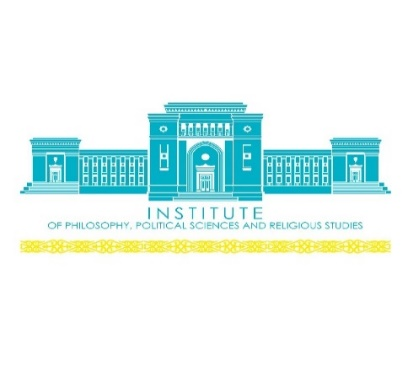 INSTITUTE
OF PHILOSOPHY, POLITICAL SCIENCES AND RELIGIOUS STUDIES